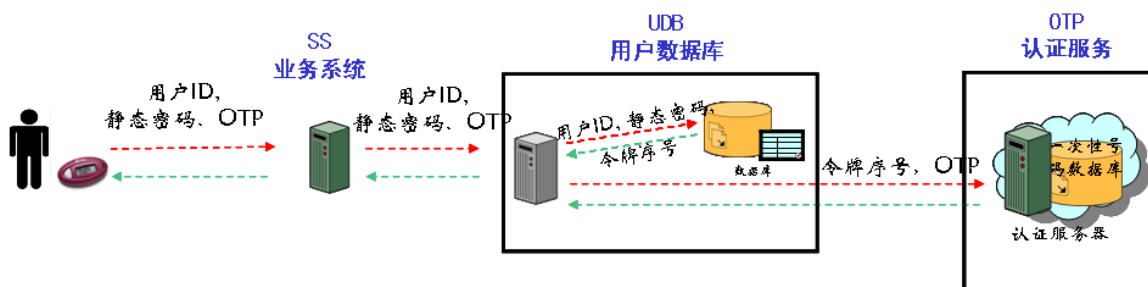 SS
业务系统
UDB
用户数据库
OTP
认证服务
用户ID,
静态密码、OTP
用户ID,
静态密码、OTP
用户ID, 静态密码,
令牌序号
数据库
令牌序号, OTP
一次性号
码数据库
认证服务器